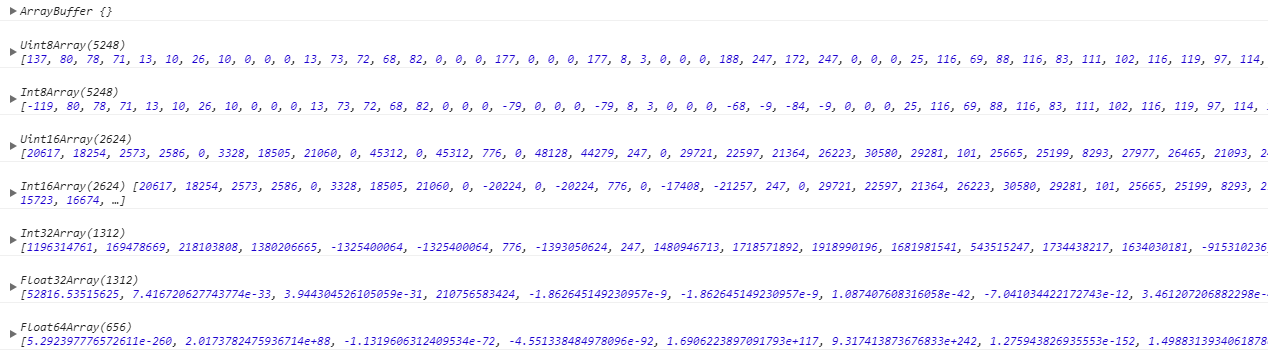 ArrayBuffer {}
Uint8Array(5248)
[137, 80, 78, 71, 13, 10, 26, 10, 0, 0, 0, 13, 73, 72, 68, 82, 0, 0, 0, 177, 0, 0, 0, 177, 8, 3, 0, 0, 0, 188, 247, 172, 247, 0, 0, 0, 25, 116, 69, 88, 116, 83, 111, 102, 116, 119, 97, 114,
Int8Array(5248)
[-119, 80, 78, 71, 13, 10, 26, 10, 0, 0, 0, 13, 73, 72, 68, 82, 0, 0, 0, -79, 0, 0, 0, -79, 8, 3, 0, 0, 0, -68, -9, -84, -9, 0, 0, 0, 25, 116, 69, 88, 116, 83, 111, 102, 116, 119, 97, 114,
Uint16Array(2624)
[20617, 18254, 2573, 2586, 0, 3328, 18505, 21060, 0, 45312, 0, 45312, 776, 0, 48128, 44279, 247, 0, 29721, 22597, 21364, 26223, 30580, 29281, 101, 25665, 25199, 8293, 27977, 26465, 21093,
Int16Array(2624) [20617, 18254, 2573, 2586, 0, 3328, 18505, 21060, 0, -20224, 0, -20224, 776, 0, -17408, -21257, 247, 0, 29721, 22597, 21364, 26223, 30580, 29281, 101, 25665, 25199, 8293,
15723, 16674, …]
Int32Array(1312)
[1196314761, 169478669, 218103808, 1380206665, -1325400064, -1325400064, 776, -1393050624, 247, 1480946713, 1718571892, 1918990196, 1681981541, 543515247, 1734438217, 1634030181, -915310236,
Float32Array(1312)
[52816.53515625, 7.416720627743774e-33, 3.944304526105059e-31, 210756583424, -1.862645149230957e-9, -1.862645149230957e-9, 1.087407608316058e-42, -7.041034422172743e-12, 3.461207206882298e-
Float64Array(656)
[5.292397776572611e-260, 2.0173782475936714e+88, -1.1319606312409534e-72, -4.551338484978096e-92, 1.6906223897091793e+117, 9.317413873676833e+242, 1.275943826935553e-152, 1.4988313934061878